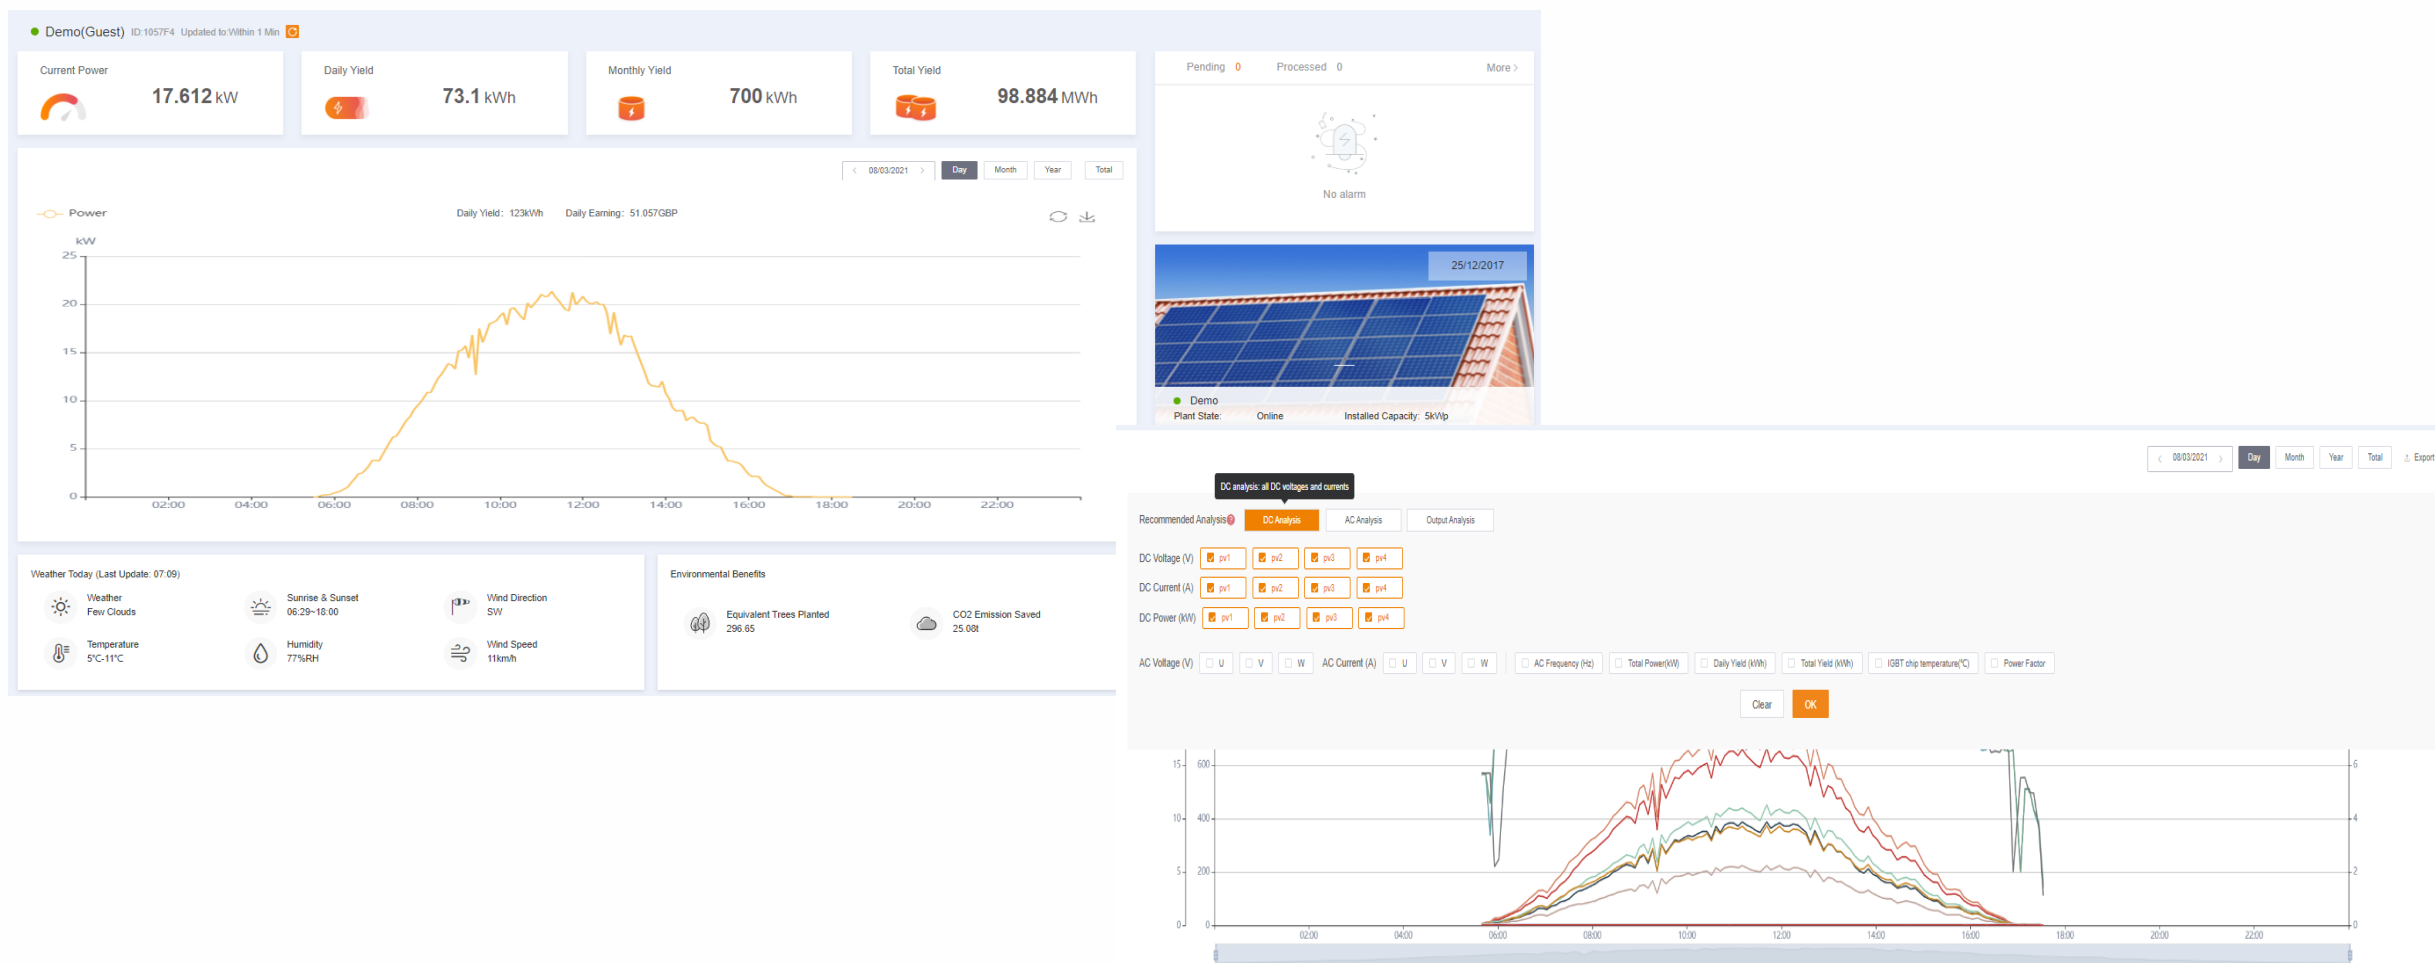 Demo(Guest) ID:1057F4 Updated to:Within 1 Min
Current Power
17.612 kW
Daily Yield
73.1 kWh
Monthly Yield
700 kWh
Total Yield
98.884 MWh
Pending 0 Processed 0 More >
No alarm
< 08/03/2021 > Day Month Year Total
Power
Daily Yield: 123kWh Daily Earning: 51.057GBP
kW
25
20
15
10
5
0
02:00 04:00 06:00 08:00 10:00 12:00 14:00 16:00 18:00 20:00 22:00
25/12/2017
Demo
Plant State: Online Installed Capacity: 5kWp
Weather Today (Last Update: 07:09)
Weather
Few Clouds
Sunrise & Sunset
06:29~18:00
Wind Direction
SW
Temperature
5°C-11°C
Humidity
77%RH
Wind Speed
11km/h
Environmental Benefits
Equivalent Trees Planted
296.65
CO2 Emission Saved
25.08t
< 08/03/2021 > Day Month Year Total Export
DC analysis: all DC voltages and currents
Recommended Analysis? DC Analysis AC Analysis Output Analysis
DC Voltage (V) pv1 pv2 pv3 pv4
DC Current (A) pv1 pv2 pv3 pv4
DC Power (kW) pv1 pv2 pv3 pv4
AC Voltage (V) U V W AC Current (A) U V W AC Frequency (Hz) Total Power(kW) Daily Yield (kWh) Total Yield (kWh) IGBT chip temperature(℃) Power Factor
Clear OK
15 600 6
10 400 4
5 200 2
0 0 0
02:00 04:00 06:00 08:00 10:00 12:00 14:00 16:00 18:00 20:00 22:00